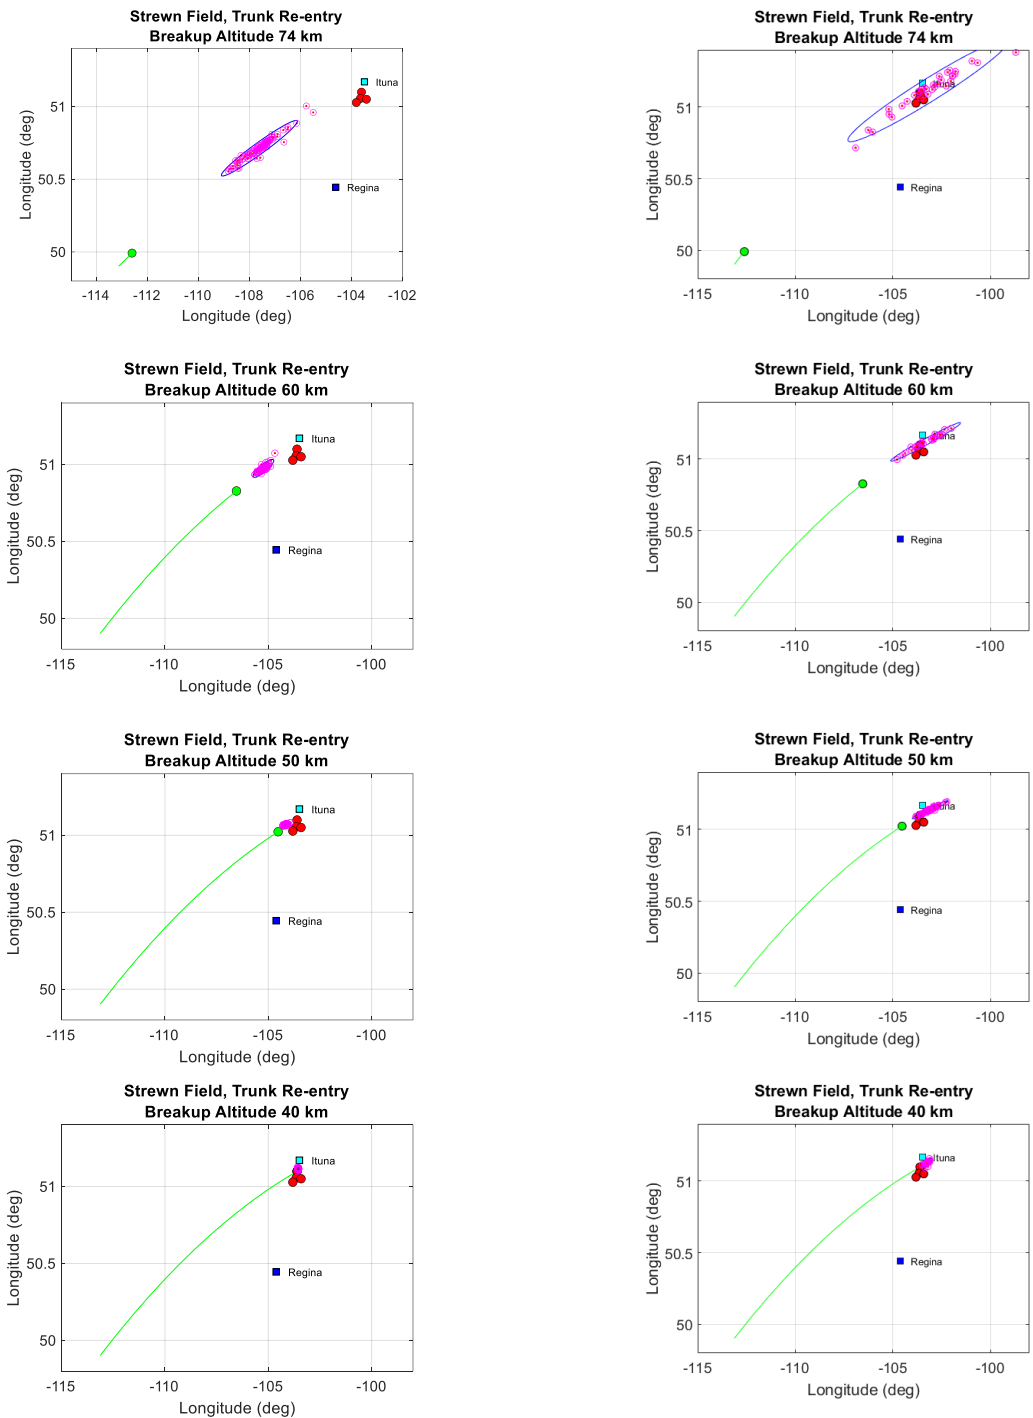 Strewn Field, Trunk Re-entry
Breakup Altitude 74 km
Longitude (deg)
51
50.5
50
Ituna
Regina
-114 -112 -110 -108 -106 -104 -102
Longitude (deg)
Strewn Field, Trunk Re-entry
Breakup Altitude 74 km
Longitude (deg)
51
50.5
50
Ituna
Regina
-115 -110 -105 -100
Longitude (deg)
Strewn Field, Trunk Re-entry
Breakup Altitude 60 km
Longitude (deg)
51
50.5
50
Ituna
Regina
-115 -110 -105 -100
Longitude (deg)
Strewn Field, Trunk Re-entry
Breakup Altitude 60 km
Longitude (deg)
51
50.5
50
Ituna
Regina
-115 -110 -105 -100
Longitude (deg)
Strewn Field, Trunk Re-entry
Breakup Altitude 50 km
Longitude (deg)
51
50.5
50
Ituna
Regina
-115 -110 -105 -100
Longitude (deg)
Strewn Field, Trunk Re-entry
Breakup Altitude 50 km
Longitude (deg)
51
50.5
50
Ituna
Regina
-115 -110 -105 -100
Longitude (deg)
Strewn Field, Trunk Re-entry
Breakup Altitude 40 km
Longitude (deg)
51
50.5
50
Ituna
Regina
-115 -110 -105 -100
Longitude (deg)
Strewn Field, Trunk Re-entry
Breakup Altitude 40 km
Longitude (deg)
51
50.5
50
Ituna
Regina
-115 -110 -105 -100
Longitude (deg)